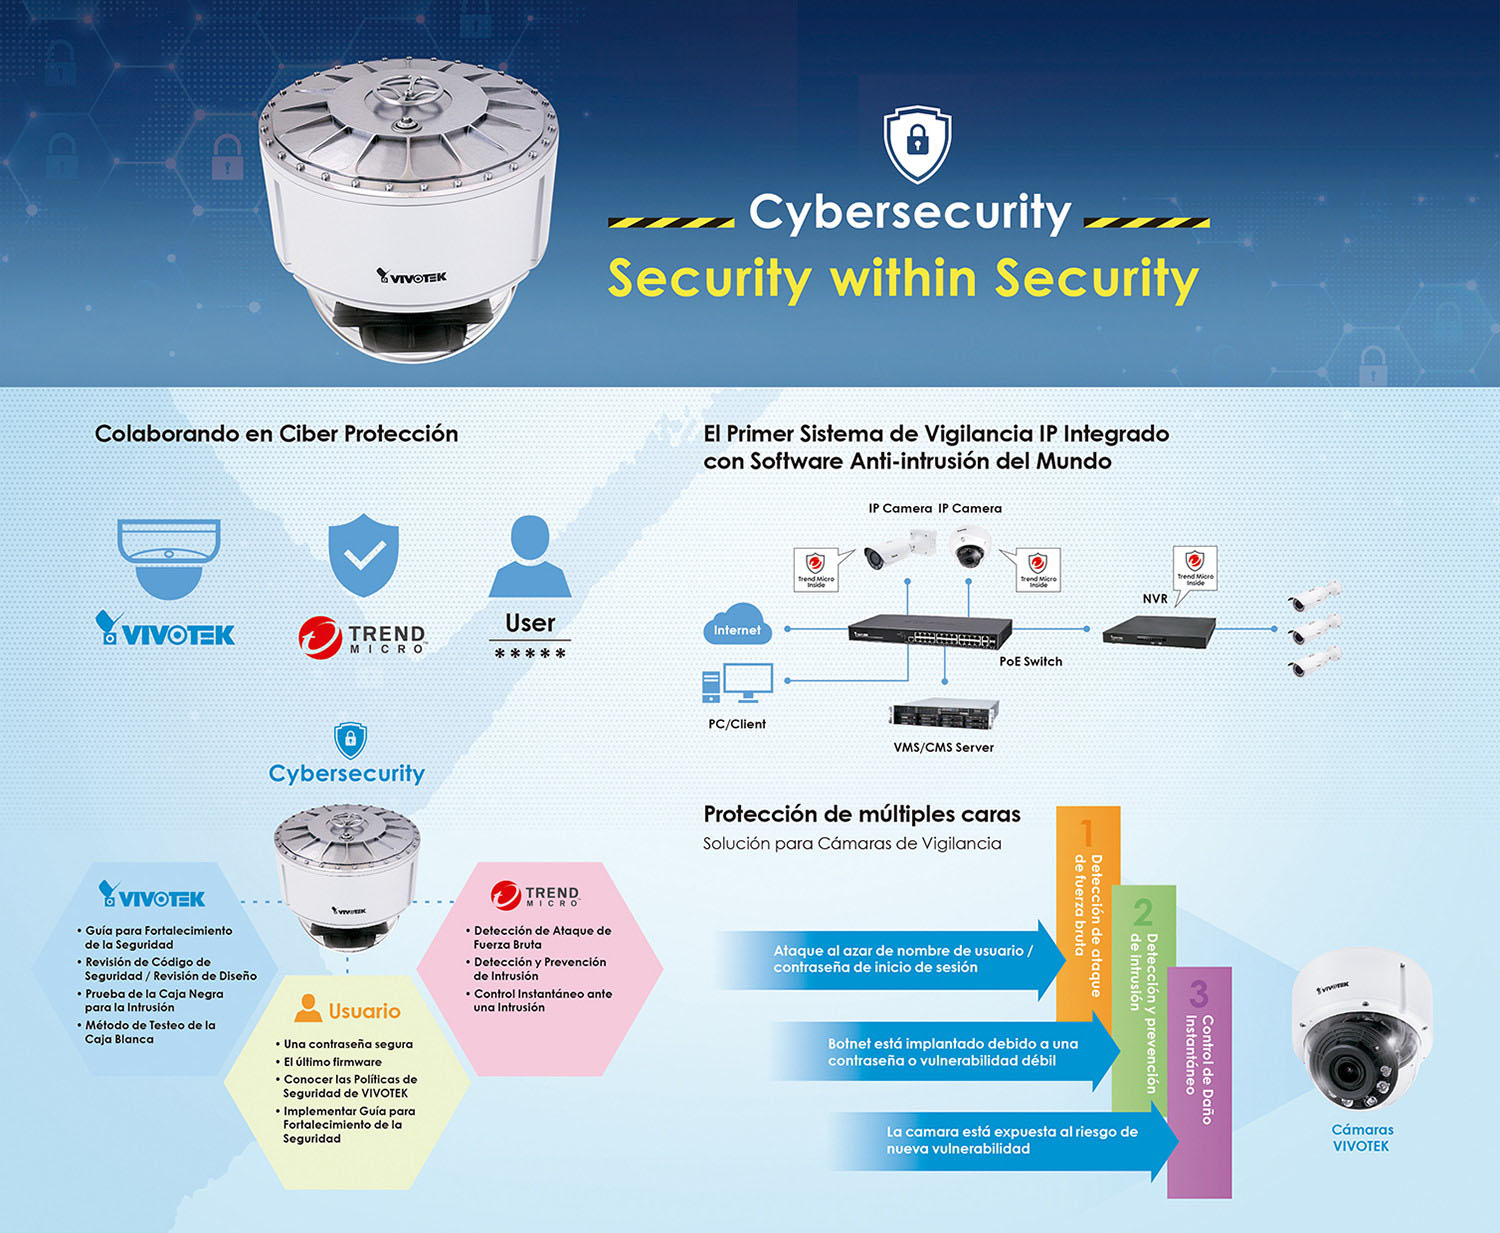 VIVOTEK
Cybersecurity
Security within Security
Colaborando en Ciber Protección
VIVOTEK
TREND
MICRO™
User
*****
Cybersecurity
VIVOTEK
VIVOTEK
• Guía para Fortalecimiento
de la Seguridad
• Revisión de Código de
Seguridad / Revisión de Diseño
• Prueba de la Caja Negra
para la Intrusión
• Método de Testeo de la
Caja Blanca
Usuario
• Una contraseña segura
• El último firmware
• Conocer las Políticas de
Seguridad de VIVOTEK
• Implementar Guía para
Fortalecimiento de la
Seguridad
TREND
MICRO
• Detección de Ataque de
Fuerza Bruta
• Detección y Prevención
de Intrusión
• Control Instantáneo ante
una Intrusión
El Primer Sistema de Vigilancia IP Integrado
con Software Anti-intrusión del Mundo
IP Camera IP Camera
Trend Micro
Inside
Trend Micro
Inside
Trend Micro
Inside
NVR
Internet
PoE Switch
PC/Client
VMS/CMS Server
Protección de múltiples caras
Solución para Cámaras de Vigilancia
1
Detección de ataque
de fuerza bruta
2
Detección y prevención
de intrusión
3
Control de Daño
Instantáneo
Ataque al azar de nombre de usuario /
contraseña de inicio de sesión
Botnet está implantado debido a una
contraseña o vulnerabilidad débil
La camara está expuesta al riesgo de
nueva vulnerabilidad
VIVOTEK
Cámaras
VIVOTEK